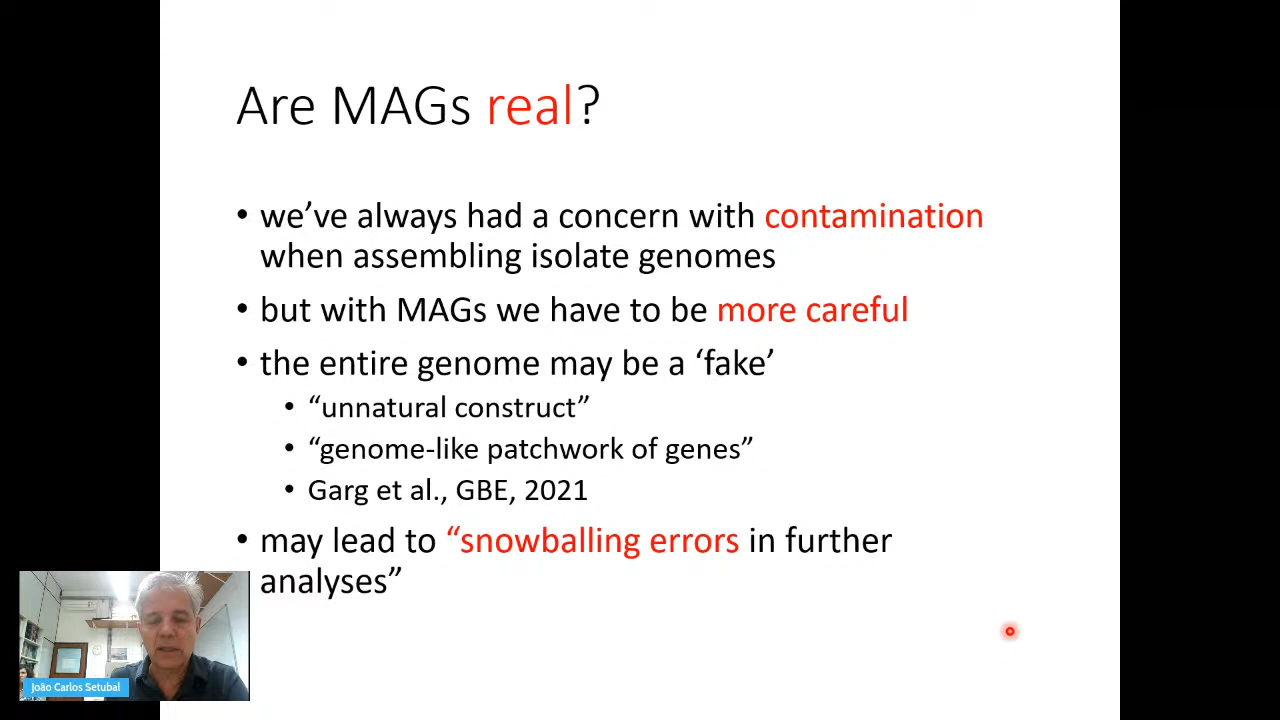 Are MAGs real?
• we’ve always had a concern with contamination
when assembling isolate genomes
• but with MAGs we have to be more careful
• the entire genome may be a ‘fake’
• “unnatural construct”
• “genome-like patchwork of genes”
• Garg et al., GBE, 2021
• may lead to “snowballing errors in further
analyses”
João Carlos Setubal